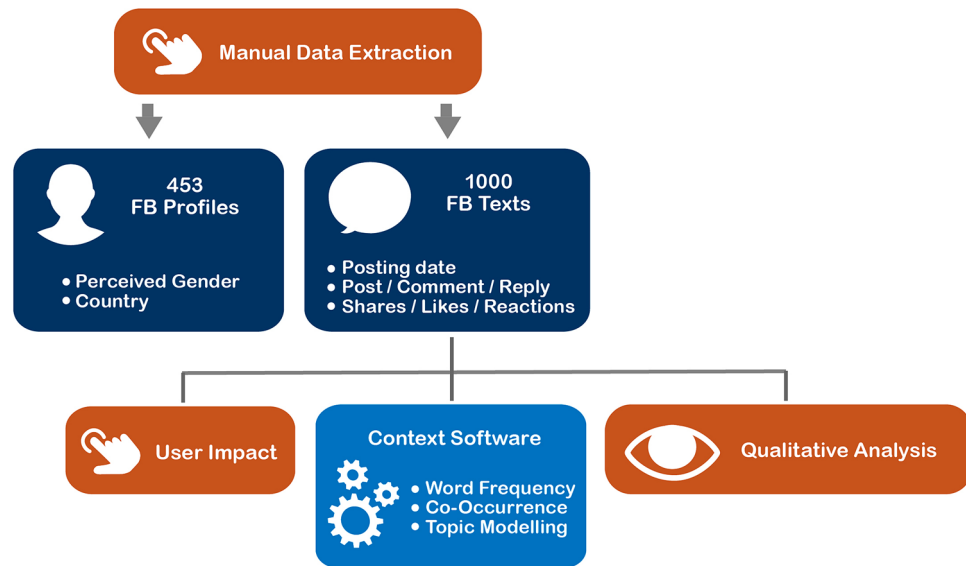 Manual Data Extraction
453
FB Profiles
• Perceived Gender
• Country
1000
FB Texts
• Posting date
• Post / Comment / Reply
• Shares / Likes / Reactions
User Impact
Context Software
• Word Frequency
• Co-Occurrence
• Topic Modelling
Qualitative Analysis